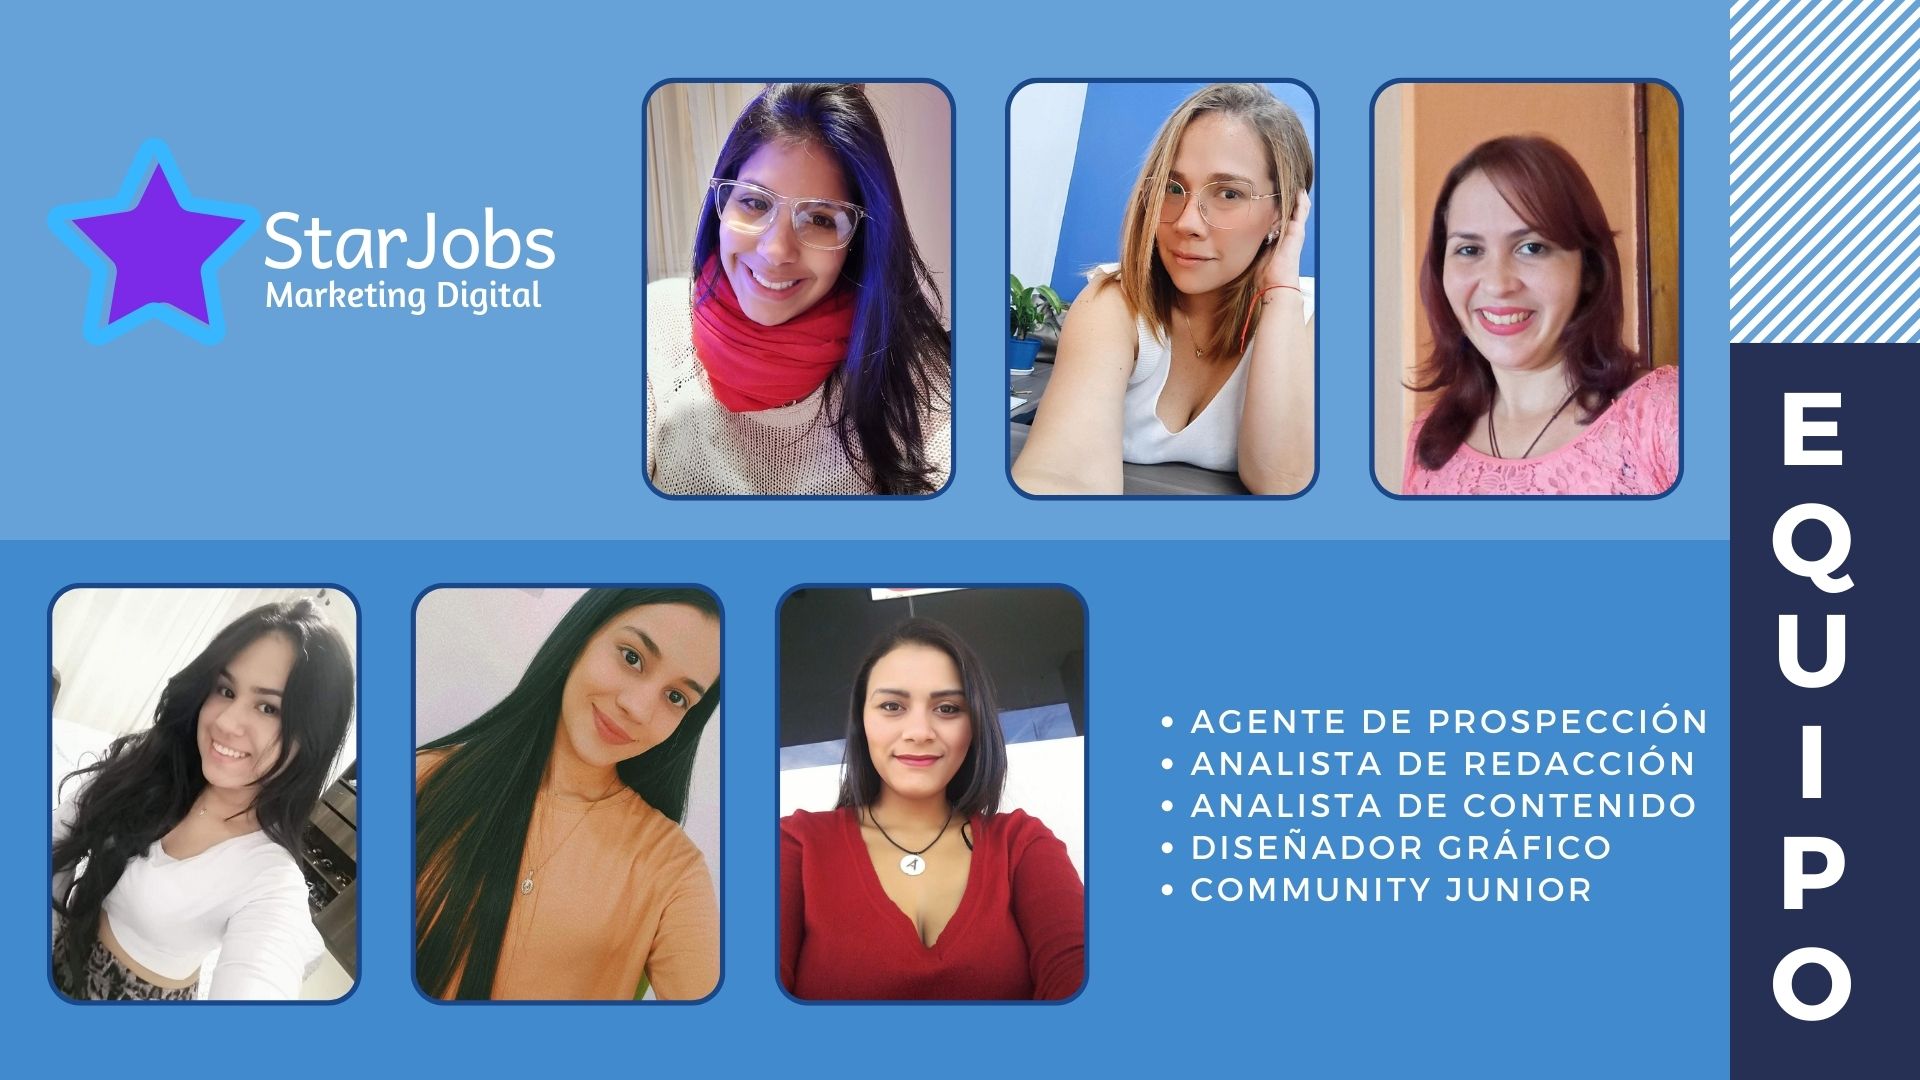 StarJobs
Marketing Digital
AGENTE DE PROSPECCIÓN
ANALISTA DE REDACCIÓN
ANALISTA DE CONTENIDO
DISEÑADOR GRÁFICO
COMMUNITY JUNIOR
EQUIPO